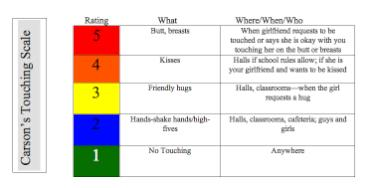 Carson's Touching Scale
Rating What Where/When/Who
5 Butt, breasts When girlfriend requests to be
touched or says she is okay with you
touching her on the butt or breasts
4 Kisses Halls if school rules allow; if she is
your girlfriend and wants to be kissed
3 Friendly hugs Halls, classrooms—when the girl
requests a hug
2 Hands-shake hands/high-
fives
Halls, classrooms, cafeteria; guys and
girls
1 No Touching Anywhere